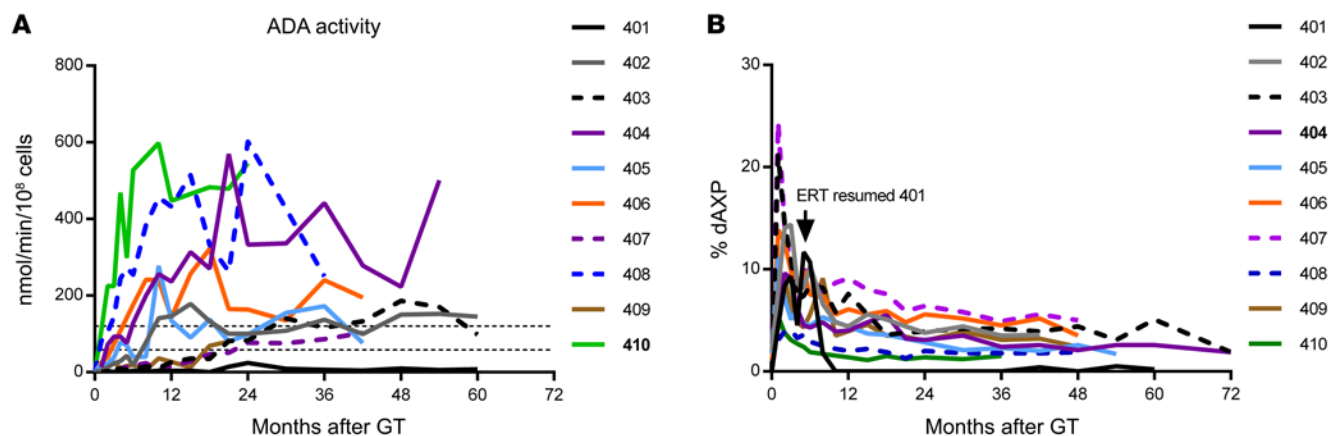 A
ADA activity
nmol/min/10⁸ cells
800
600
400
200
0
0 12 24 36 48 60 72
Months after GT
401
402
403
404
405
406
407
408
409
410
B
% dAXP
30
20
10
0
ERT resumed 401
0 12 24 36 48 60 72
Months after GT
401
402
403
404
405
406
407
408
409
410